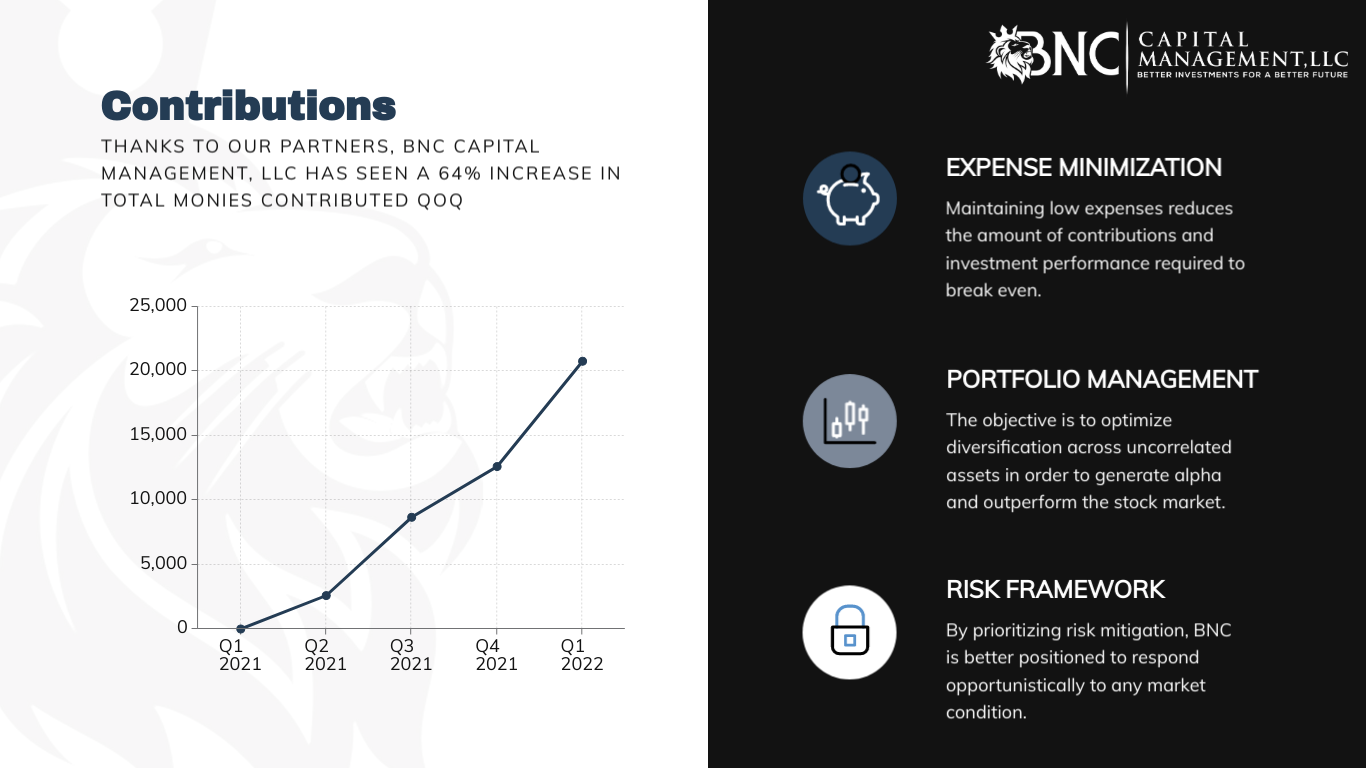 Contributions
THANKS TO OUR PARTNERS, BNC CAPITAL
MANAGEMENT, LLC HAS SEEN A 64% INCREASE IN
TOTAL MONIES CONTRIBUTED QOQ
25,000
20,000
15,000
10,000
5,000
0
Q1 2021
Q2 2021
Q3 2021
Q4 2021
Q1 2022
BNC
CAPITAL
MANAGEMENT,LLC
BETTER INVESTMENTS FOR A BETTER FUTURE
EXPENSE MINIMIZATION
Maintaining low expenses reduces
the amount of contributions and
investment performance required to
break even.
PORTFOLIO MANAGEMENT
The objective is to optimize
diversification across uncorrelated
assets in order to generate alpha
and outperform the stock market.
RISK FRAMEWORK
By prioritizing risk mitigation, BNC
is better positioned to respond
opportunistically to any market
condition.